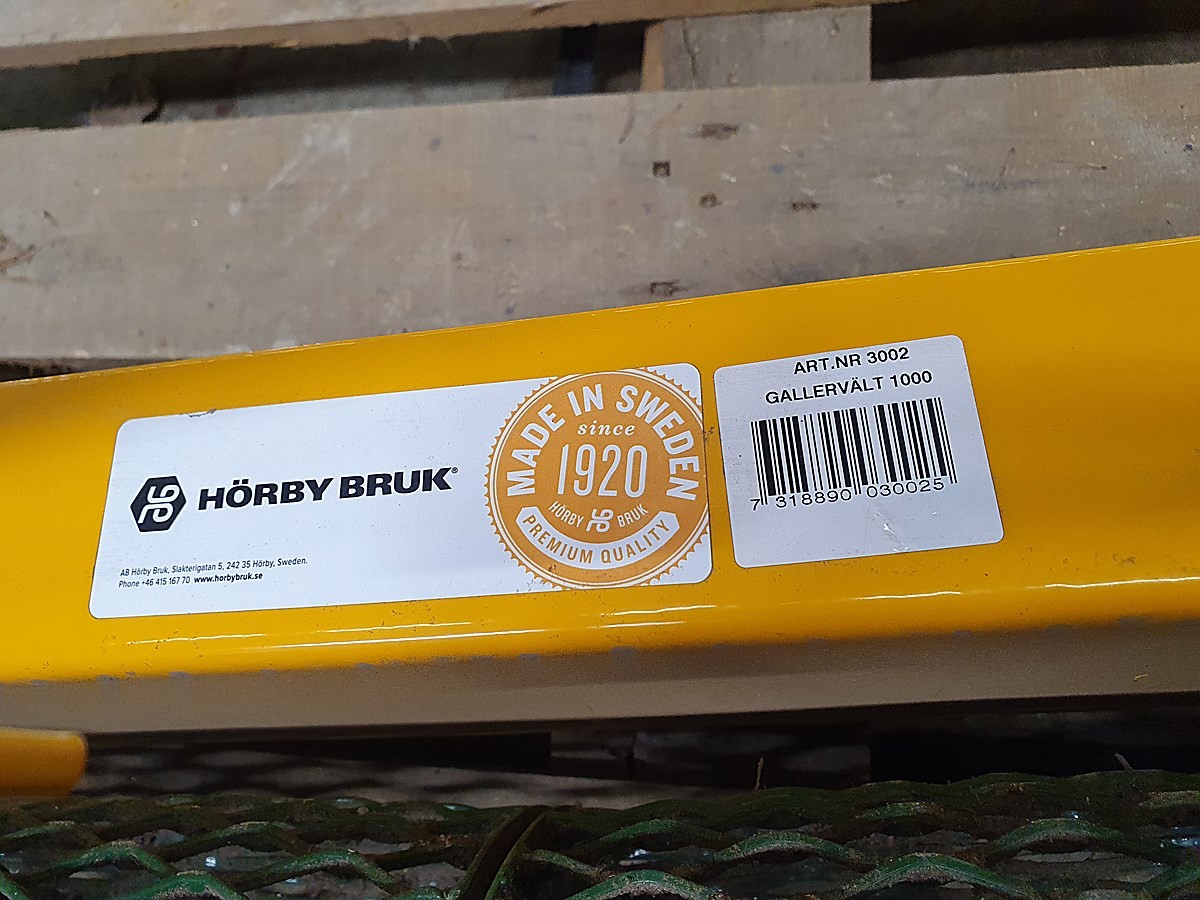 HÖRBY BRUK®
AB Hörby Bruk, Slakterigatan 5, 242 35 Hörby, Sweden.
Phone +46 415 167 70 www.horbybruk.se
MADE IN SWEDEN
since
1920
HÖRBY BRUK
PREMIUM QUALITY
ART.NR 3002
GALLERVÄLT 1000
7 318890 030025